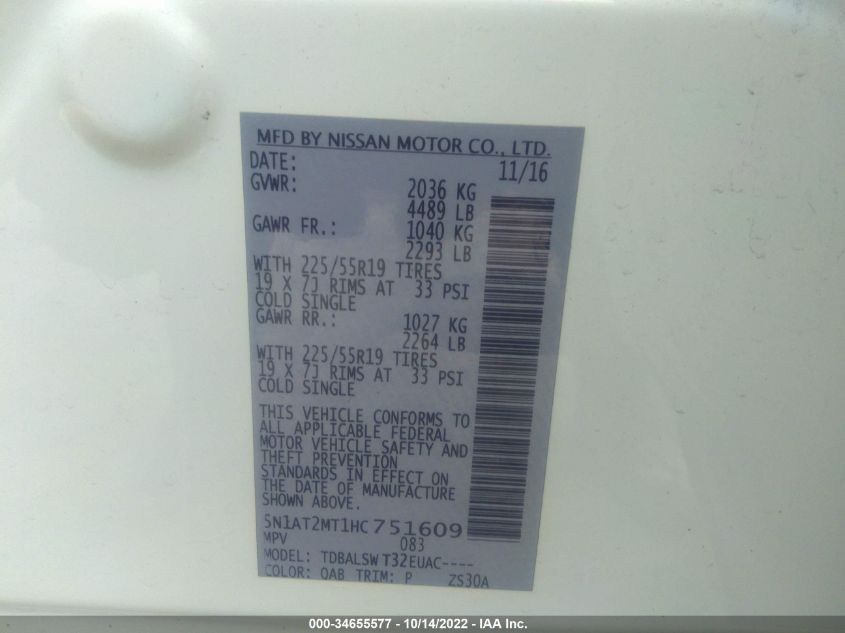 MFD BY NISSAN MOTOR CO., LTD.
DATE: 11/16
GVWR: 2036 KG
4489 LB
GAWR FR.: 1040 KG
2293 LB
WITH 225/55R19 TIRES
19 X 7J RIMS AT 33 PSI
COLD SINGLE
GAWR RR.: 1027 KG
2264 LB
WITH 225/55R19 TIRES
19 X 7J RIMS AT 33 PSI
COLD SINGLE
THIS VEHICLE CONFORMS TO
ALL APPLICABLE FEDERAL
MOTOR VEHICLE SAFETY AND
THEFT PREVENTION
STANDARDS IN EFFECT ON
THE DATE OF MANUFACTURE
SHOWN ABOVE.
5N1AT2MT1HC751609
MPV 083
MODEL: TDBALSW T32EUAC----
COLOR: QAB TRIM: P ZS30A
000-34655577 - 10/14/2022 - IAA Inc.